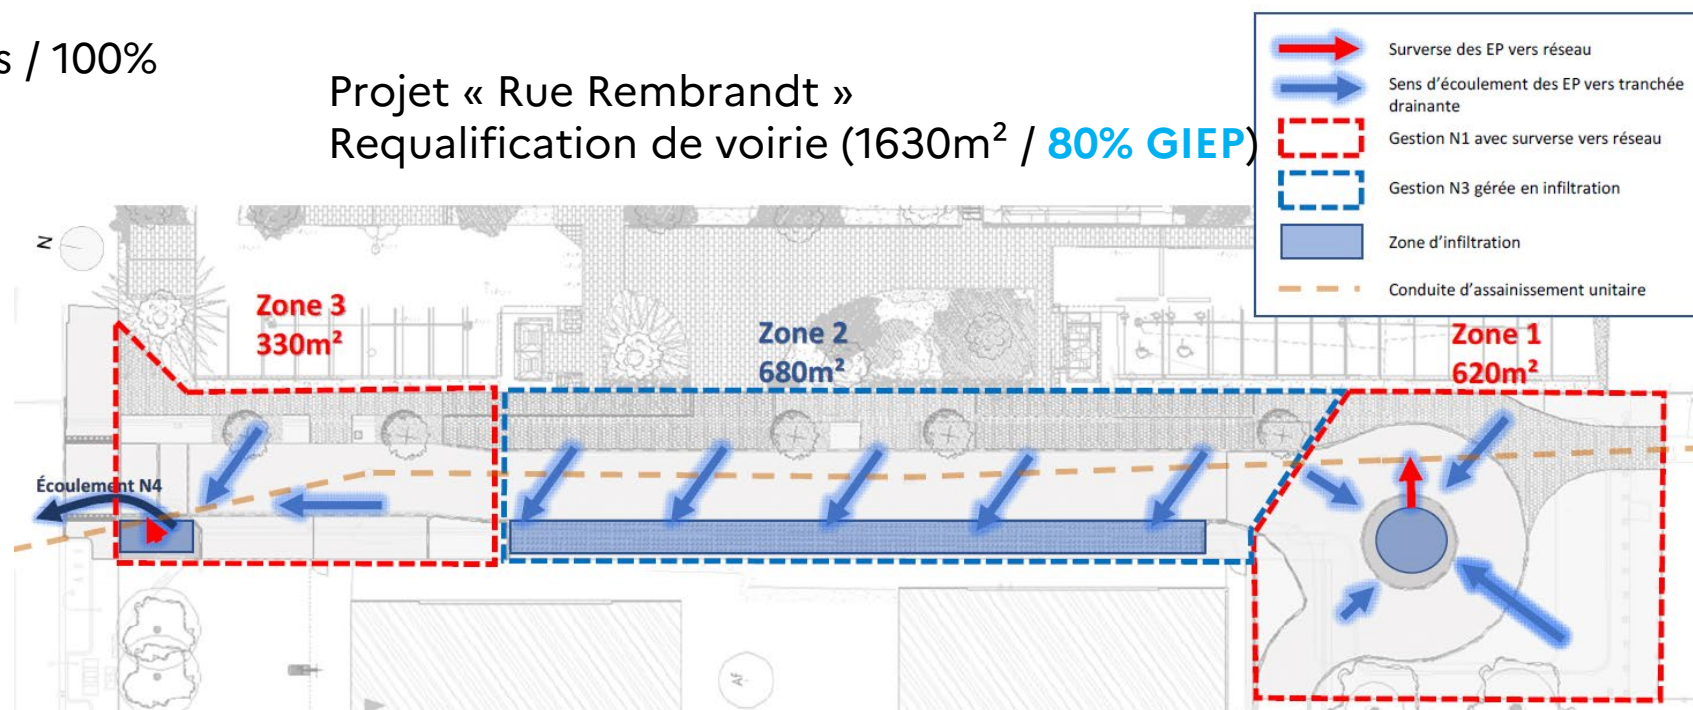 s / 100%
Projet « Rue Rembrandt »
Requalification de voirie (1630m² / 80% GIEP)
Surverse des EP vers réseau
Sens d'écoulement des EP vers tranchée
drainante
Gestion N1 avec surverse vers réseau
Gestion N3 gérée en infiltration
Zone d'infiltration
Conduite d'assainissement unitaire
N
Zone 3
330m²
Zone 2
680m²
Zone 1
620m²
Écoulement N4
Af